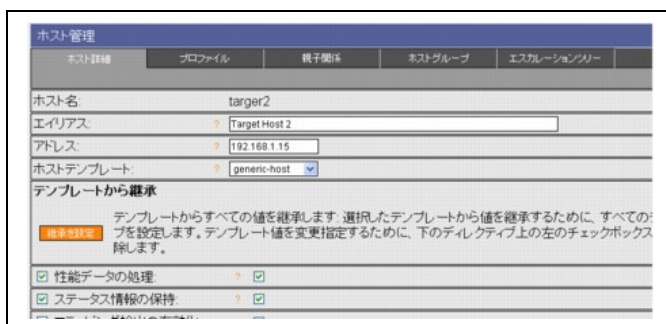 ホスト管理
ホスト詳細 プロファイル 親子関係 ホストグループ エスカレーションツリー
ホスト名: targer2
エイリアス: ? Target Host 2
アドレス: ? 192.168.1.15
ホストテンプレート: ? generic-host
テンプレートから継承
継承を設定
テンプレートからすべての値を継承します: 選択したテンプレートから値を継承するために、すべての
プを設定します。テンプレート値を変更指定するために、下のディレクティブ上の左のチェックボックス
除します。
性能データの処理: ?
ステータス情報の保持: ?